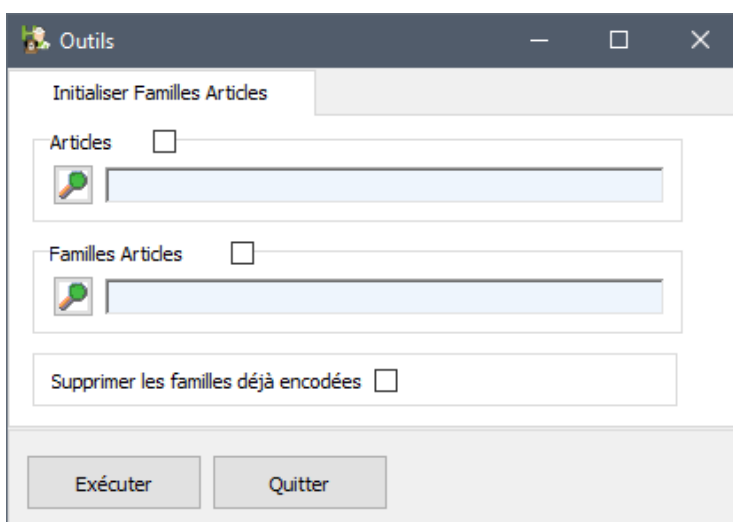 Outils
Initialiser Familles Articles
Articles
Familles Articles
Supprimer les familles déjà encodées
Exécuter Quitter